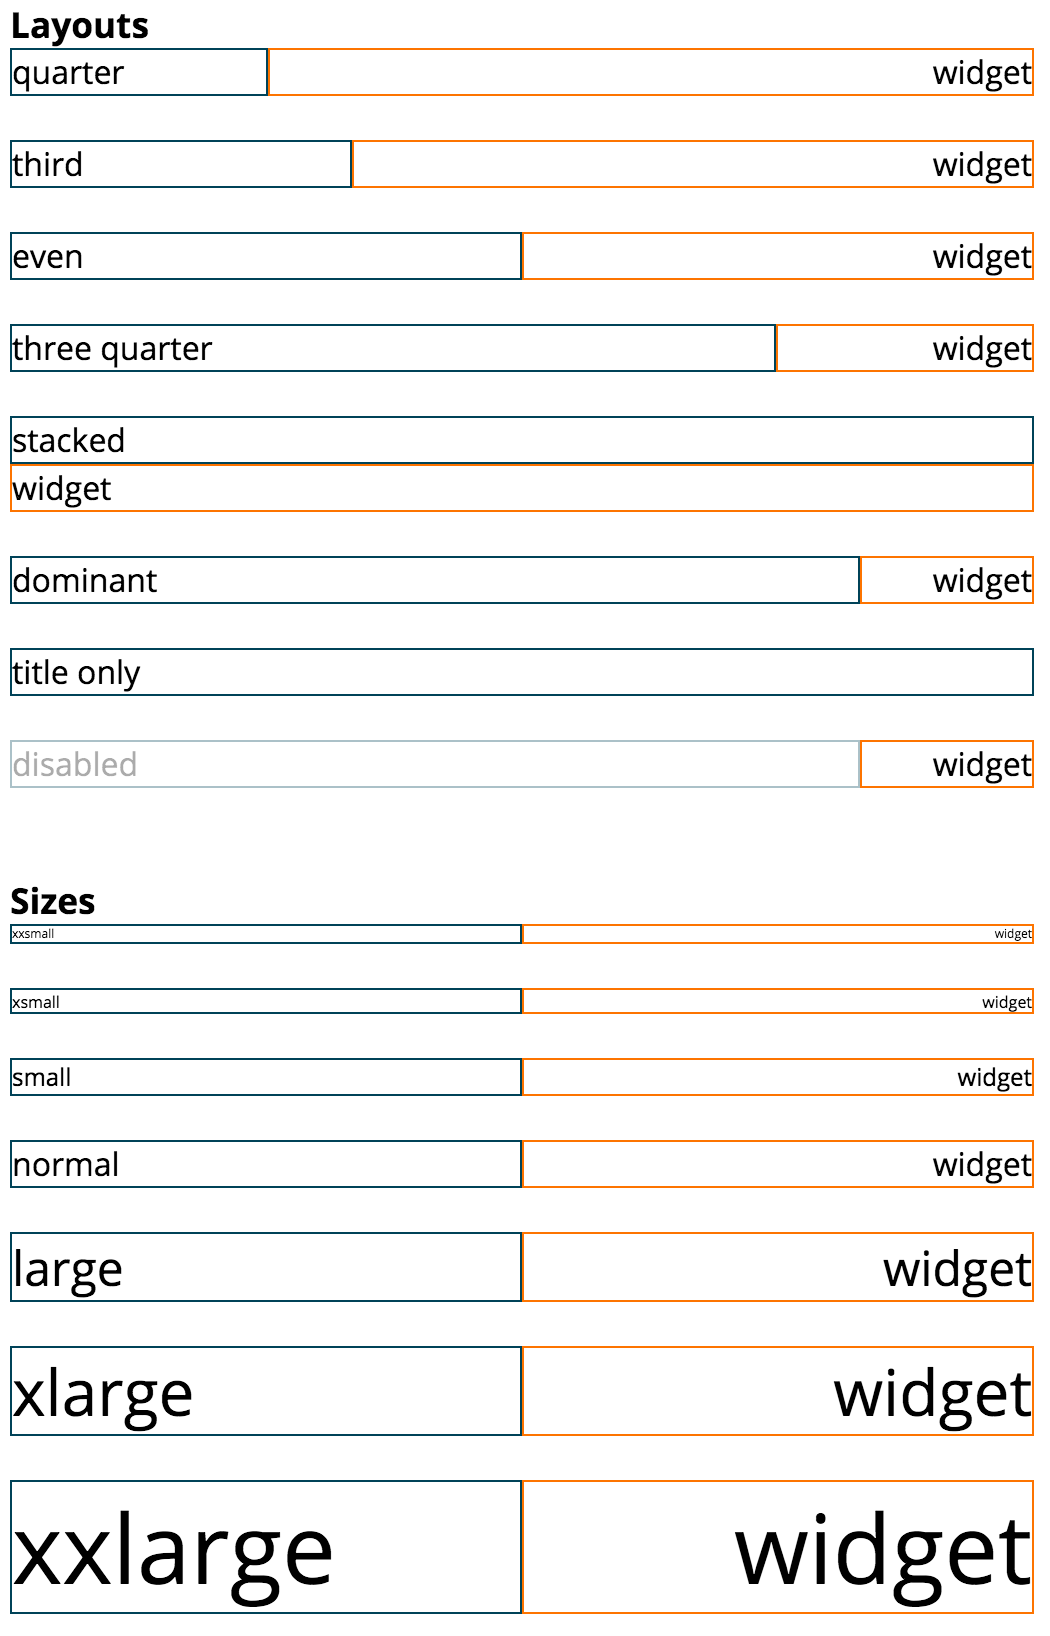 Layouts
quarter widget
third widget
even widget
three quarter widget
stacked
widget
dominant widget
title only
disabled widget
Sizes
xxsmall widget
xsmall widget
small widget
normal widget
large widget
xlarge widget
xxlarge widget